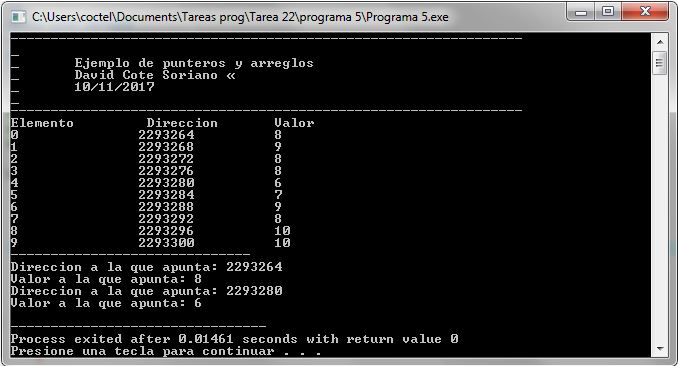 C:\Users\coctel\Documents\Tareas prog\Tarea 22\programa 5\Programa 5.exe
Ejemplo de punteros y arreglos
David Cote Soriano «
10/11/2017
Elemento Direccion Valor
0 2293264 8
1 2293268 9
2 2293272 8
3 2293276 8
4 2293280 6
5 2293284 7
6 2293288 9
7 2293292 8
8 2293296 10
9 2293300 10
Direccion a la que apunta: 2293264
Valor a la que apunta: 8
Direccion a la que apunta: 2293280
Valor a la que apunta: 6
Process exited after 0.01461 seconds with return value 0
Presione una tecla para continuar . . .